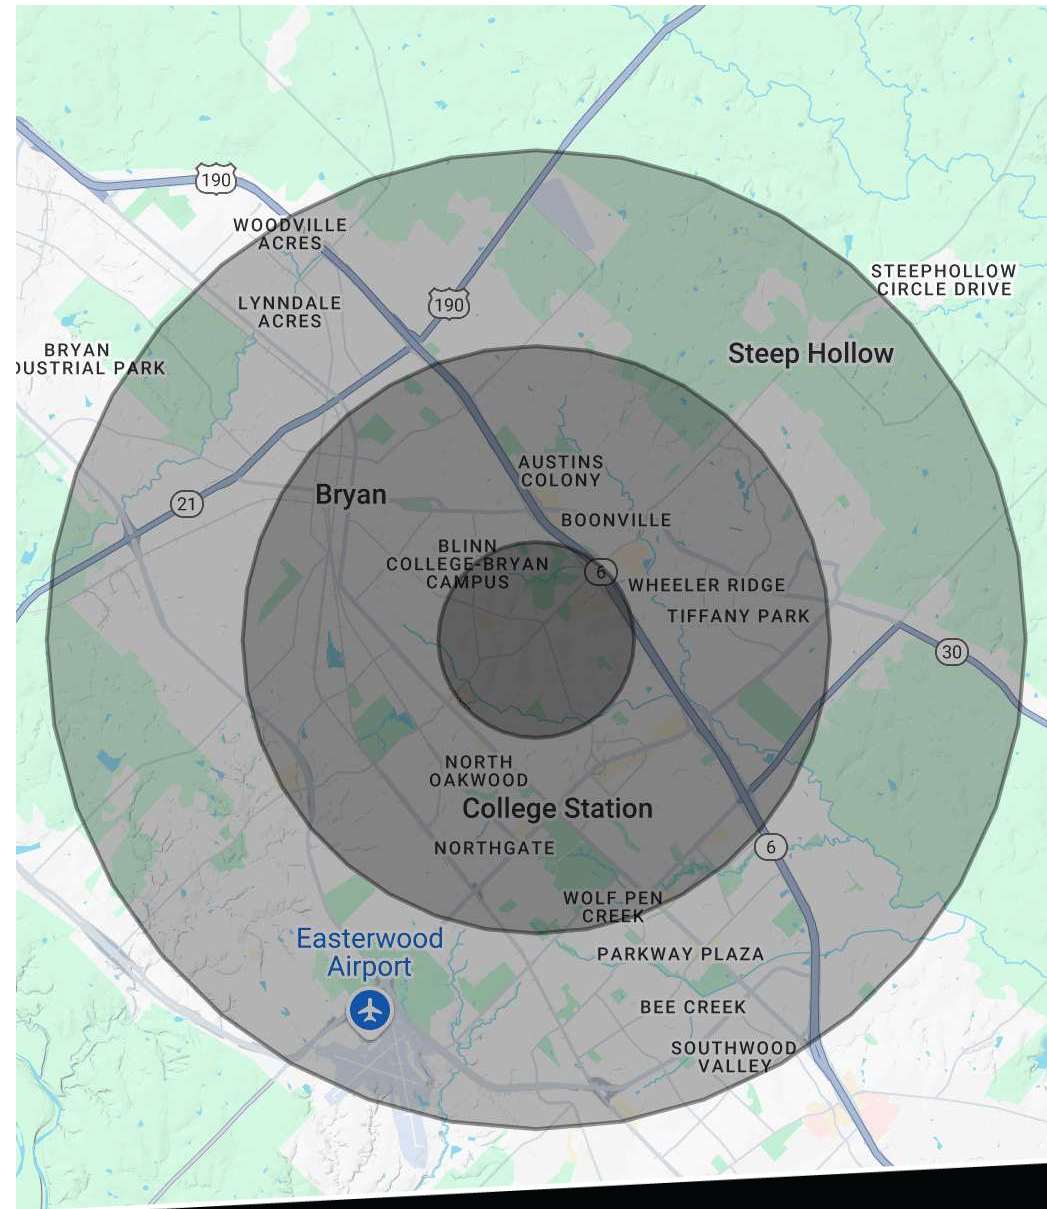 190
WOODVILLE
ACRES
STEEPHOLLOW
CIRCLE DRIVE
LYNNDALE
ACRES
190
BRYAN
DUSTRIAL PARK
Steep Hollow
AUSTINS
COLONY
Bryan
21
BOONVILLE
BLINN
COLLEGE-BRYAN
CAMPUS
6
WHEELER RIDGE
TIFFANY PARK
30
NORTH
OAKWOOD
College Station
NORTHGATE
6
WOLF PEN
CREEK
Easterwood
Airport
PARKWAY PLAZA
BEE CREEK
SOUTHWOOD
VALLEY